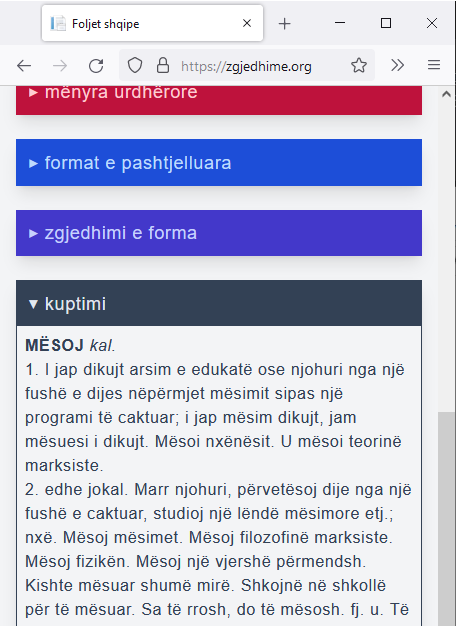 Foljet shqipe
https://zgjedhime.org
mënyra urdhërore
format e pashtjelluara
zgjedhimi e forma
kuptimi
MËSOJ kal.
1. I jap dikujt arsim e edukatë ose njohuri nga një
fushë e dijes nëpërmjet mësimit sipas një
programi të caktuar; i jap mësim dikujt, jam
mësuesi i dikujt. Mësoi nxënësit. U mësoi teorinë
marksiste.
2. edhe jokal. Marr njohuri, përvetësoj dije nga një
fushë e caktuar, studioj një lëndë mësimore etj.;
nxë. Mësoj mësimet. Mësoj filozofinë marksiste.
Mësoj fizikën. Mësoj një vjershë përmendsh.
Kishte mësuar shumë mirë. Shkojnë në shkollë
për të mësuar. Sa të rrosh, do të mësosh. fj. u. Të